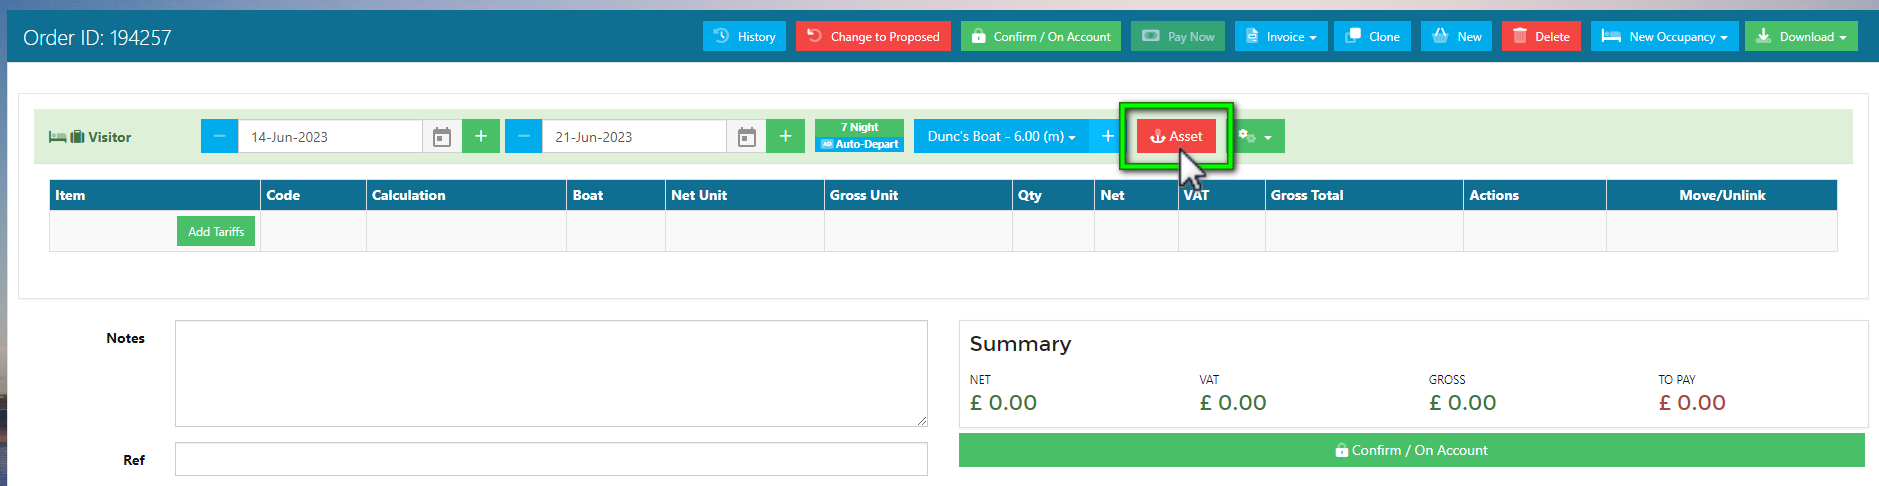 Order ID: 194257
History
Change to Proposed
Confirm / On Account
Pay Now
Invoice
Clone
New
Delete
New Occupancy
Download
Visitor
14-Jun-2023
21-Jun-2023
7 Night
AD Auto-Depart
Dunc's Boat - 6.00 (m)
Asset
Item Code Calculation Boat Net Unit Gross Unit Qty Net VAT Gross Total Actions Move/Unlink
Add Tariffs
Notes
Ref
Summary
NET VAT GROSS TO PAY
£ 0.00 £ 0.00 £ 0.00 £ 0.00
Confirm / On Account